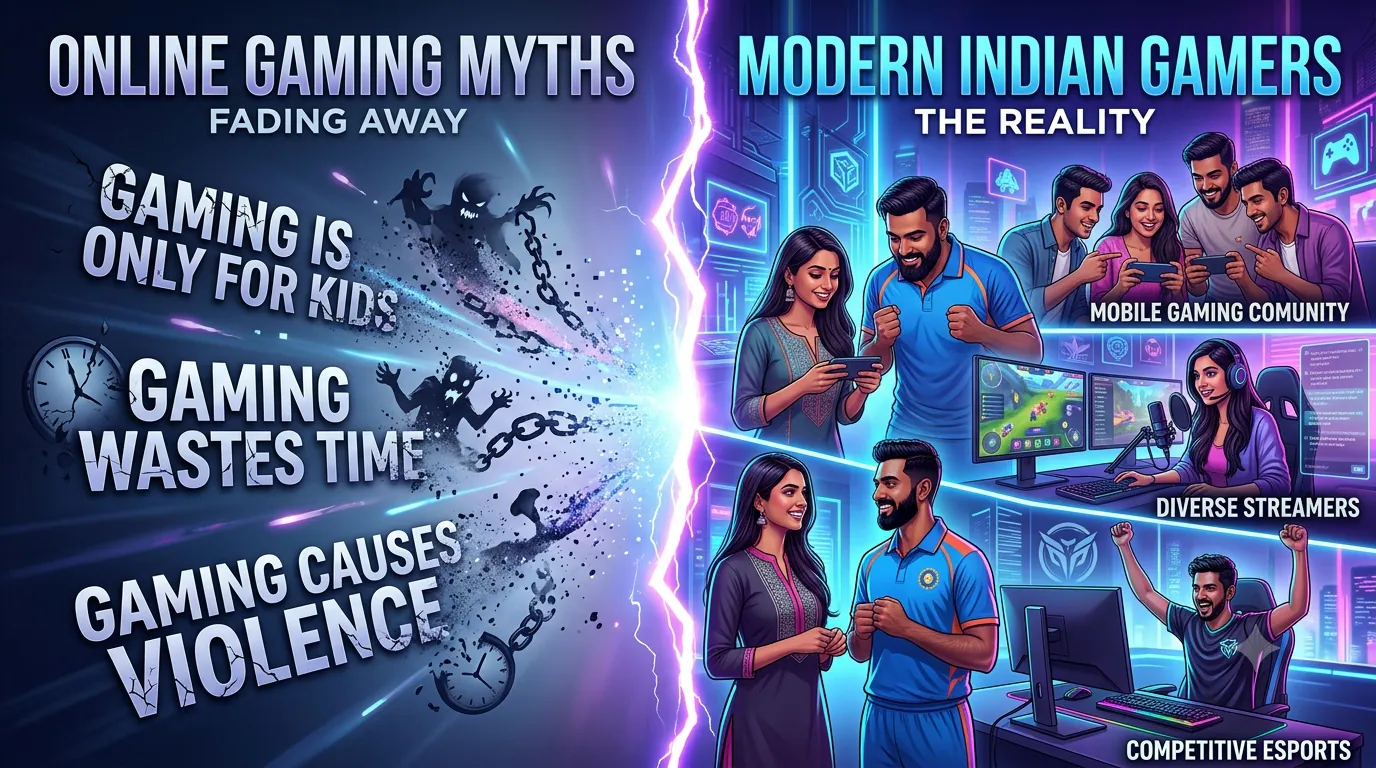 ONLINE GAMING MYTHS
FADING AWAY
GAMING IS
ONLY FOR KIDS
GAMING
WASTES TIME
GAMING CAUSES
VIOLENCE
MODERN INDIAN GAMERS
THE REALITY
MOBILE GAMING COMUNITY
DIVERSE STREAMERS
COMPETITIVE ESPORTS